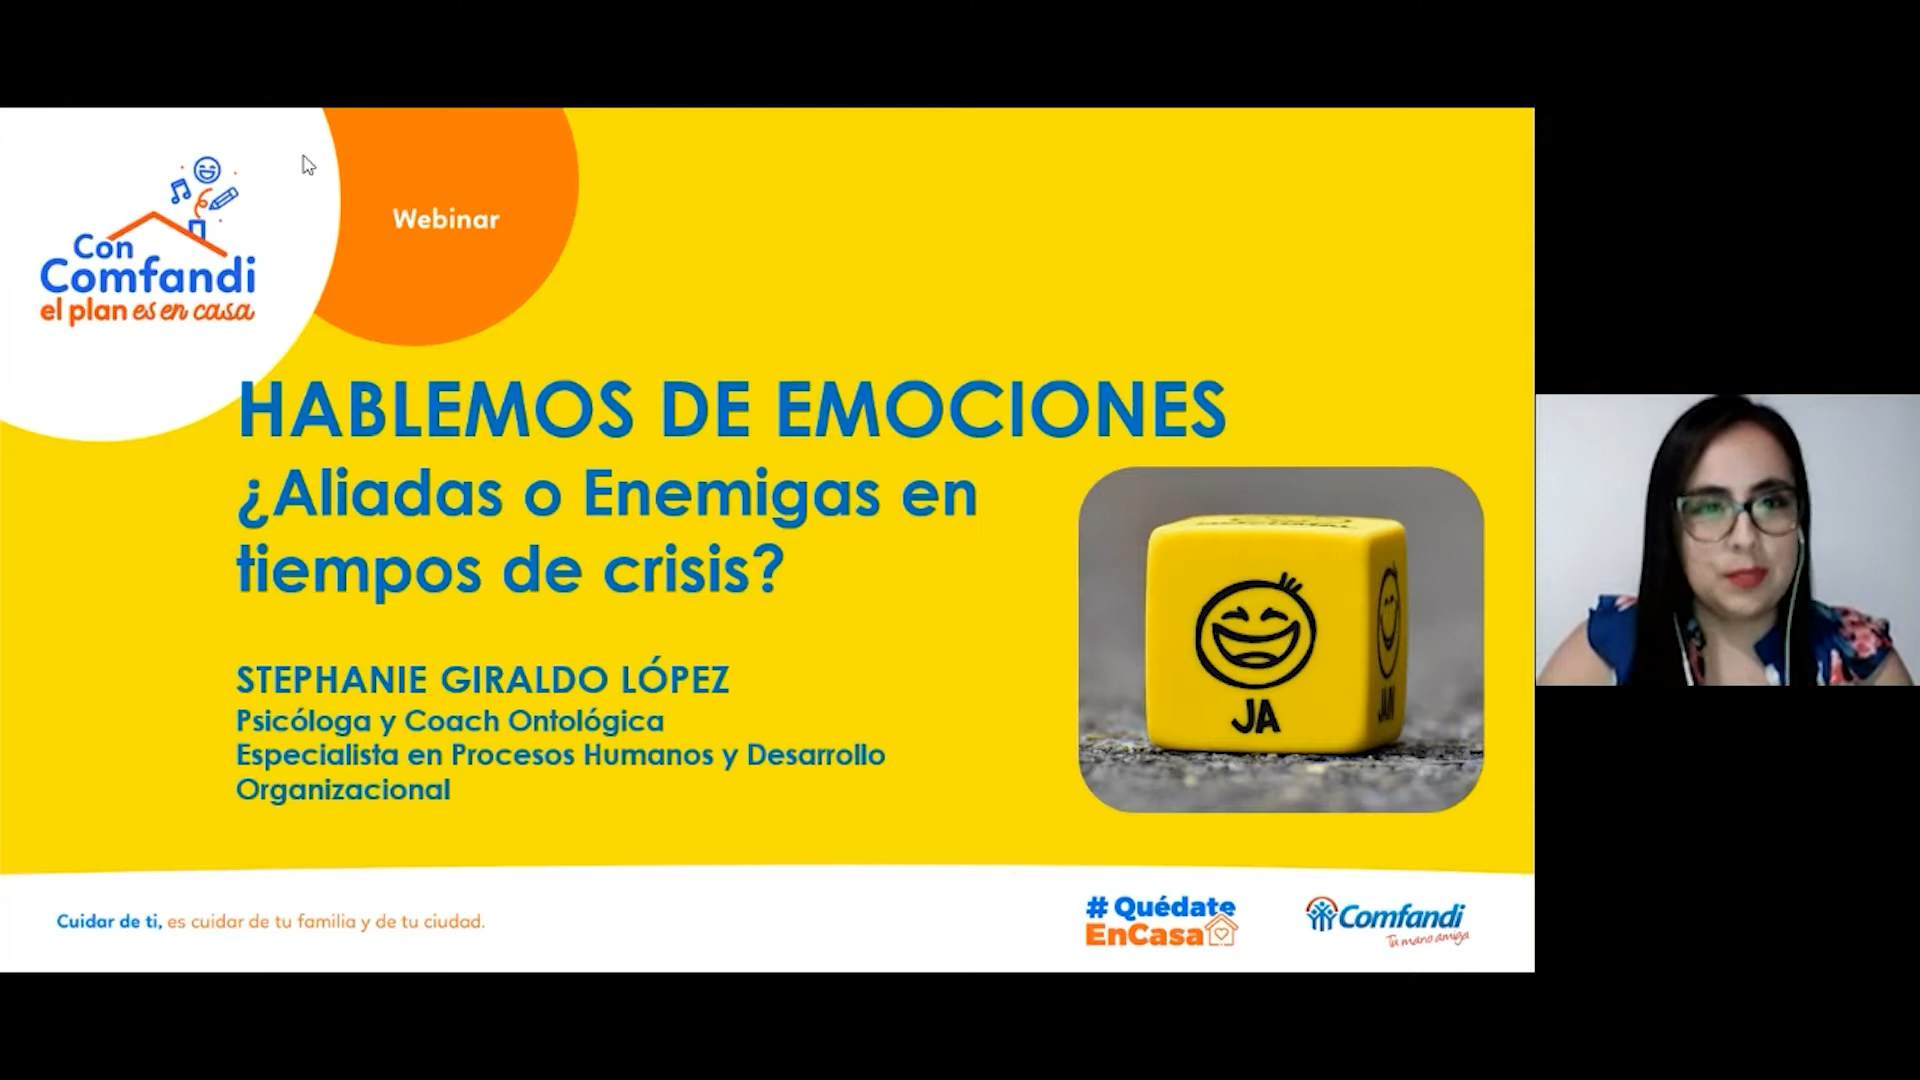 Webinar
Con
Comfandi
el plan es en casa
HABLEMOS DE EMOCIONES
¿Aliadas o Enemigas en
tiempos de crisis?
STEPHANIE GIRALDO LÓPEZ
Psicóloga y Coach Ontológica
Especialista en Procesos Humanos y Desarrollo
Organizacional
JA
Cuidar de ti, es cuidar de tu familia y de tu ciudad.
# Quédate
EnCasa
Comfandi
Tu mano amiga